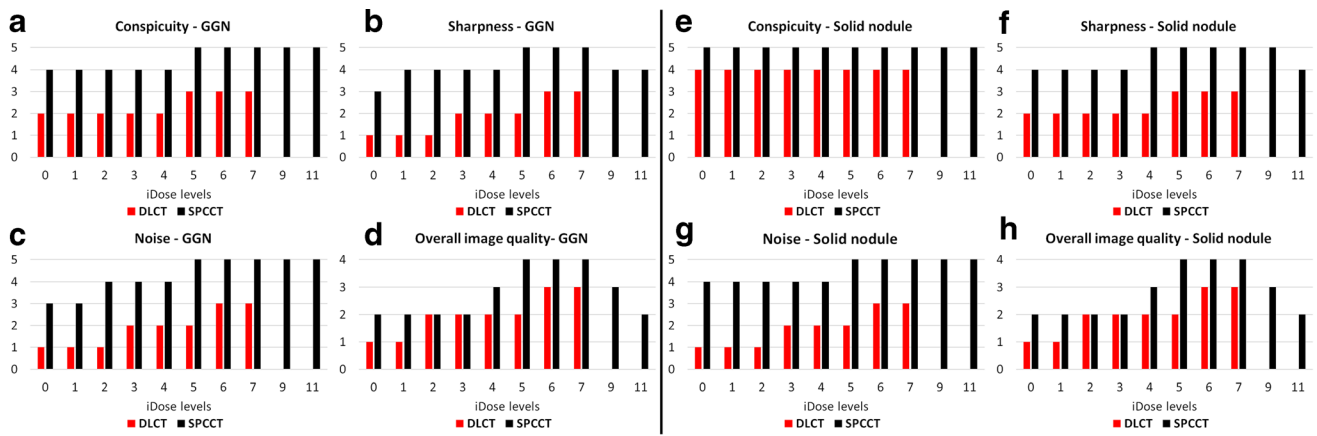 a
Conspicuity - GGN
5
4
3
2
1
0
0 1 2 3 4 5 6 7 9 11
iDose levels
DLCT SPCCT
b
Sharpness - GGN
5
4
3
2
1
0
0 1 2 3 4 5 6 7 9 11
iDose levels
DLCT SPCCT
c
Noise - GGN
5
4
3
2
1
0
0 1 2 3 4 5 6 7 9 11
iDose levels
DLCT SPCCT
d
Overall image quality- GGN
4
3
2
1
0
0 1 2 3 4 5 6 7 9 11
iDose levels
DLCT SPCCT
e
Conspicuity - Solid nodule
5
4
3
2
1
0
0 1 2 3 4 5 6 7 9 11
iDose levels
DLCT SPCCT
f
Sharpness - Solid nodule
5
4
3
2
1
0
0 1 2 3 4 5 6 7 9 11
iDose levels
DLCT SPCCT
g
Noise - Solid nodule
5
4
3
2
1
0
0 1 2 3 4 5 6 7 9 11
iDose levels
DLCT SPCCT
h
Overall image quality - Solid nodule
4
3
2
1
0
0 1 2 3 4 5 6 7 9 11
iDose levels
DLCT SPCCT